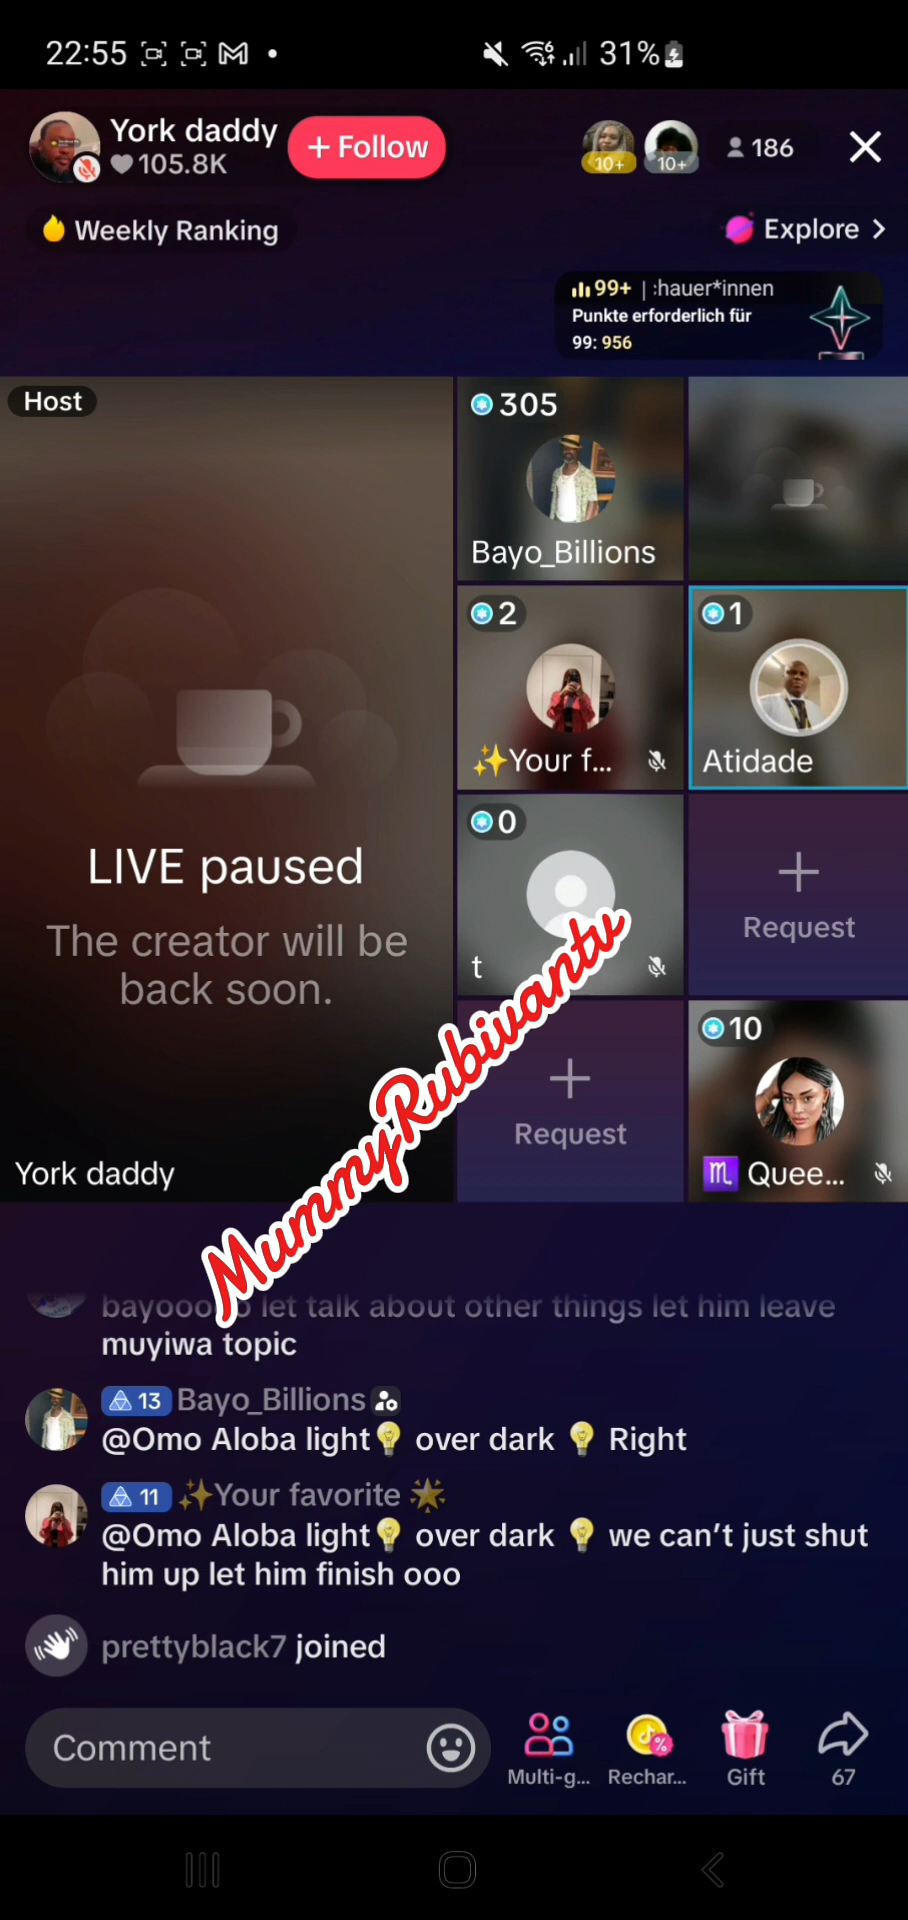 22:55
31%
York daddy
105.8K
+ Follow
10+
10+
186
Weekly Ranking
Explore >
99+ | :hauer*innen
Punkte erforderlich für
99: 956
Host
305
Bayo_Billions
2
✨Your f...
1
Atidade
LIVE paused
The creator will be
back soon.
0
t
Request
Request
10
♏ Quee...
York daddy
MummyRubivantv
bayoooo let talk about other things let him leave
muyiwa topic
13 Bayo_Billions
@Omo Aloba light💡 over dark 💡 Right
11 ✨Your favorite 🌟
@Omo Aloba light💡 over dark 💡 we can't just shut
him up let him finish ooo
prettyblack7 joined
Comment
Multi-g...
Rechar...
Gift
67